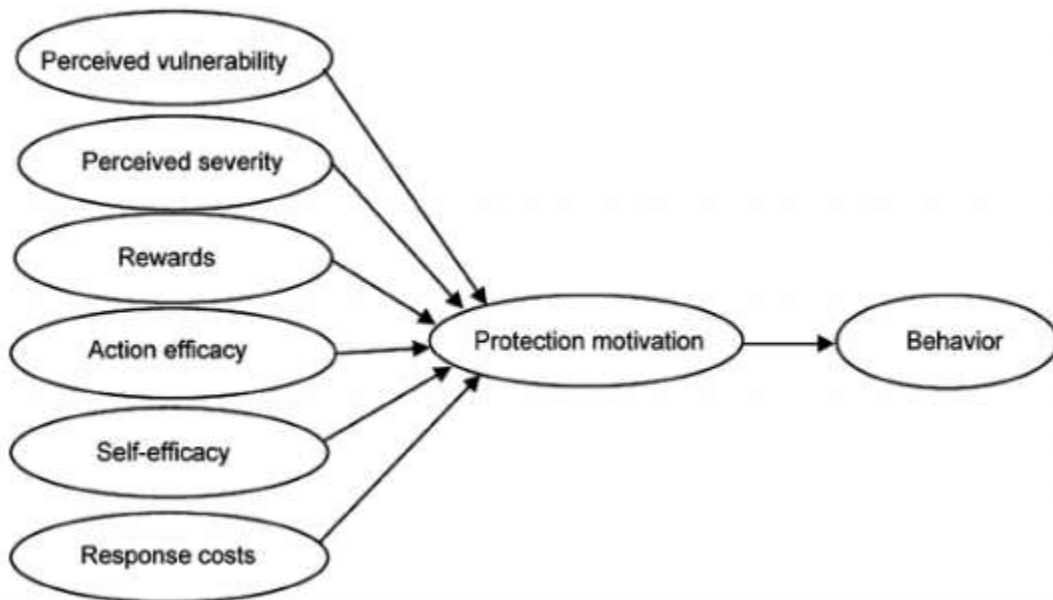 Perceived vulnerability
Perceived severity
Rewards
Action efficacy
Self-efficacy
Response costs
Protection motivation
Behavior